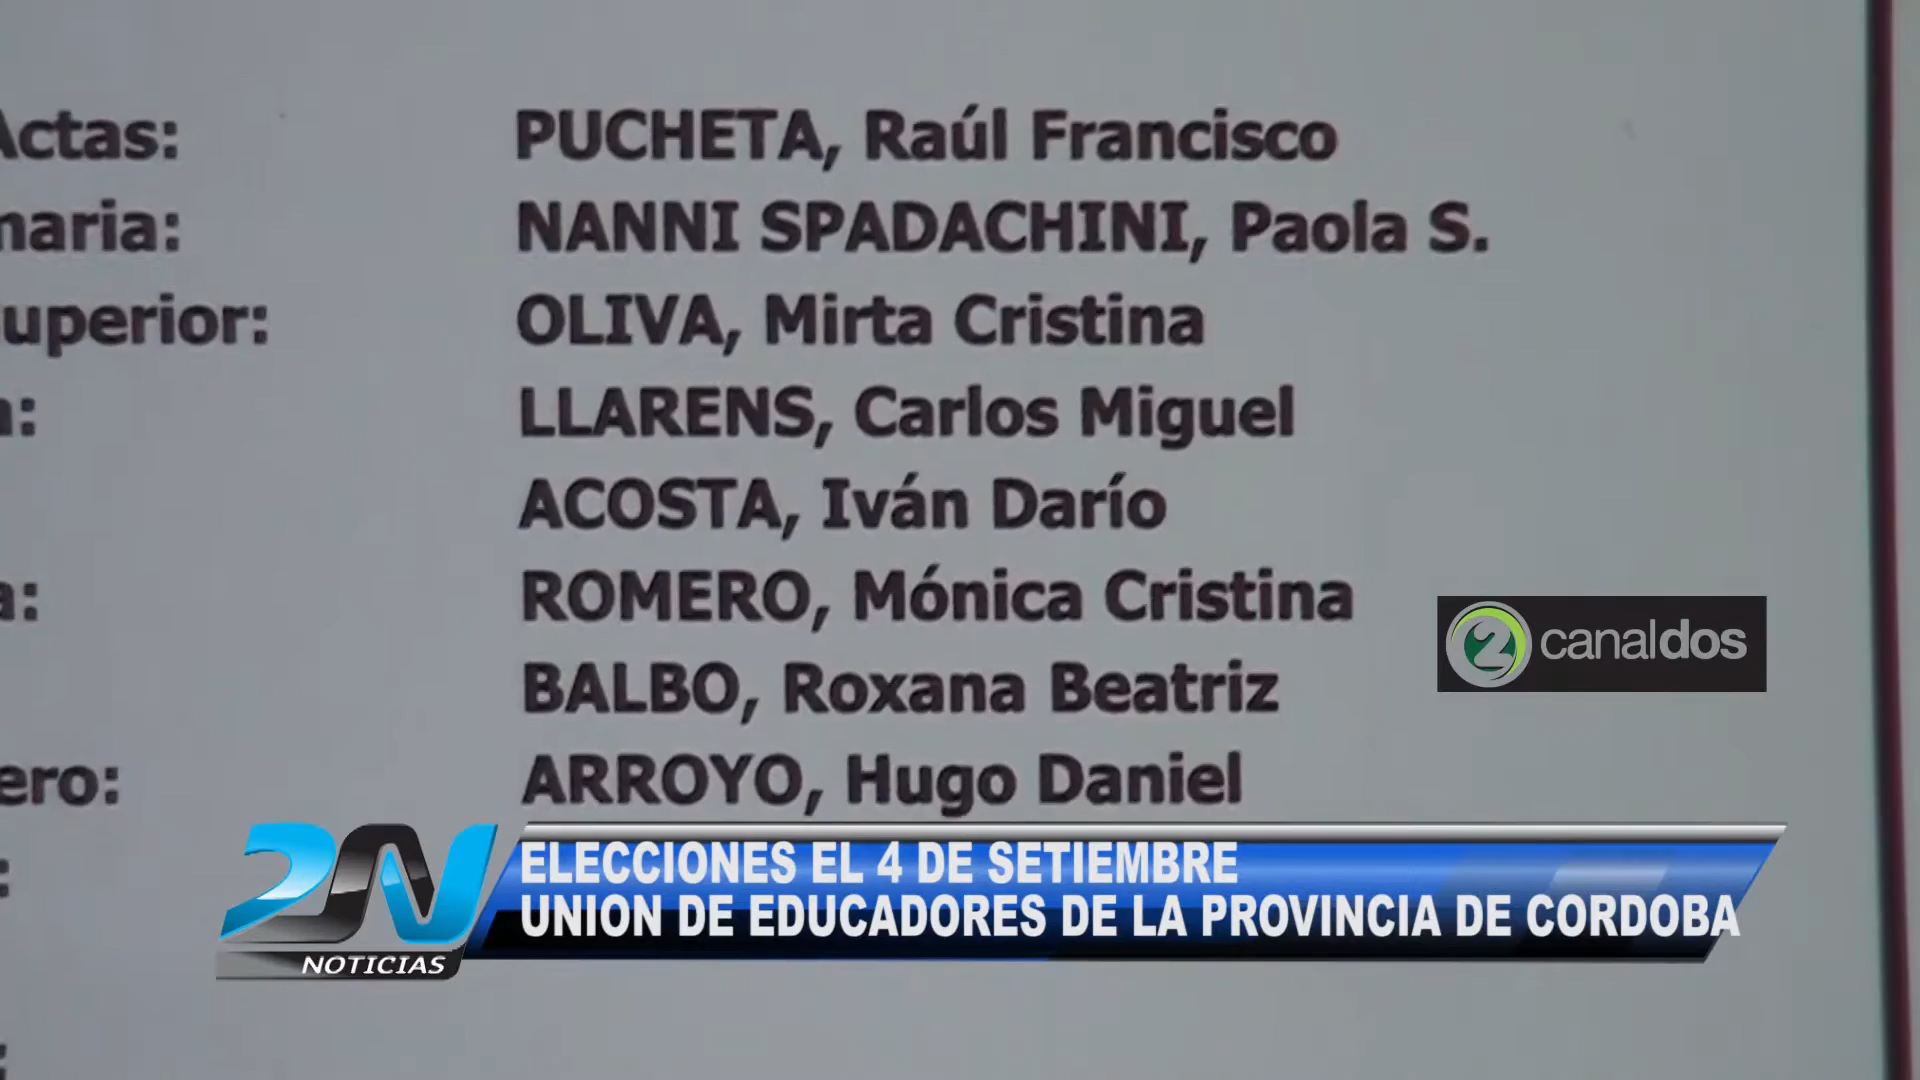 Actas: PUCHETA, Raúl Francisco
maria: NANNI SPADACHINI, Paola S.
uperior: OLIVA, Mirta Cristina
LLARENS, Carlos Miguel
ACOSTA, Iván Darío
a: ROMERO, Mónica Cristina
BALBO, Roxana Beatriz
ero: ARROYO, Hugo Daniel
2 canaldos
ELECCIONES EL 4 DE SETIEMBRE
UNION DE EDUCADORES DE LA PROVINCIA DE CORDOBA
2N
NOTICIAS